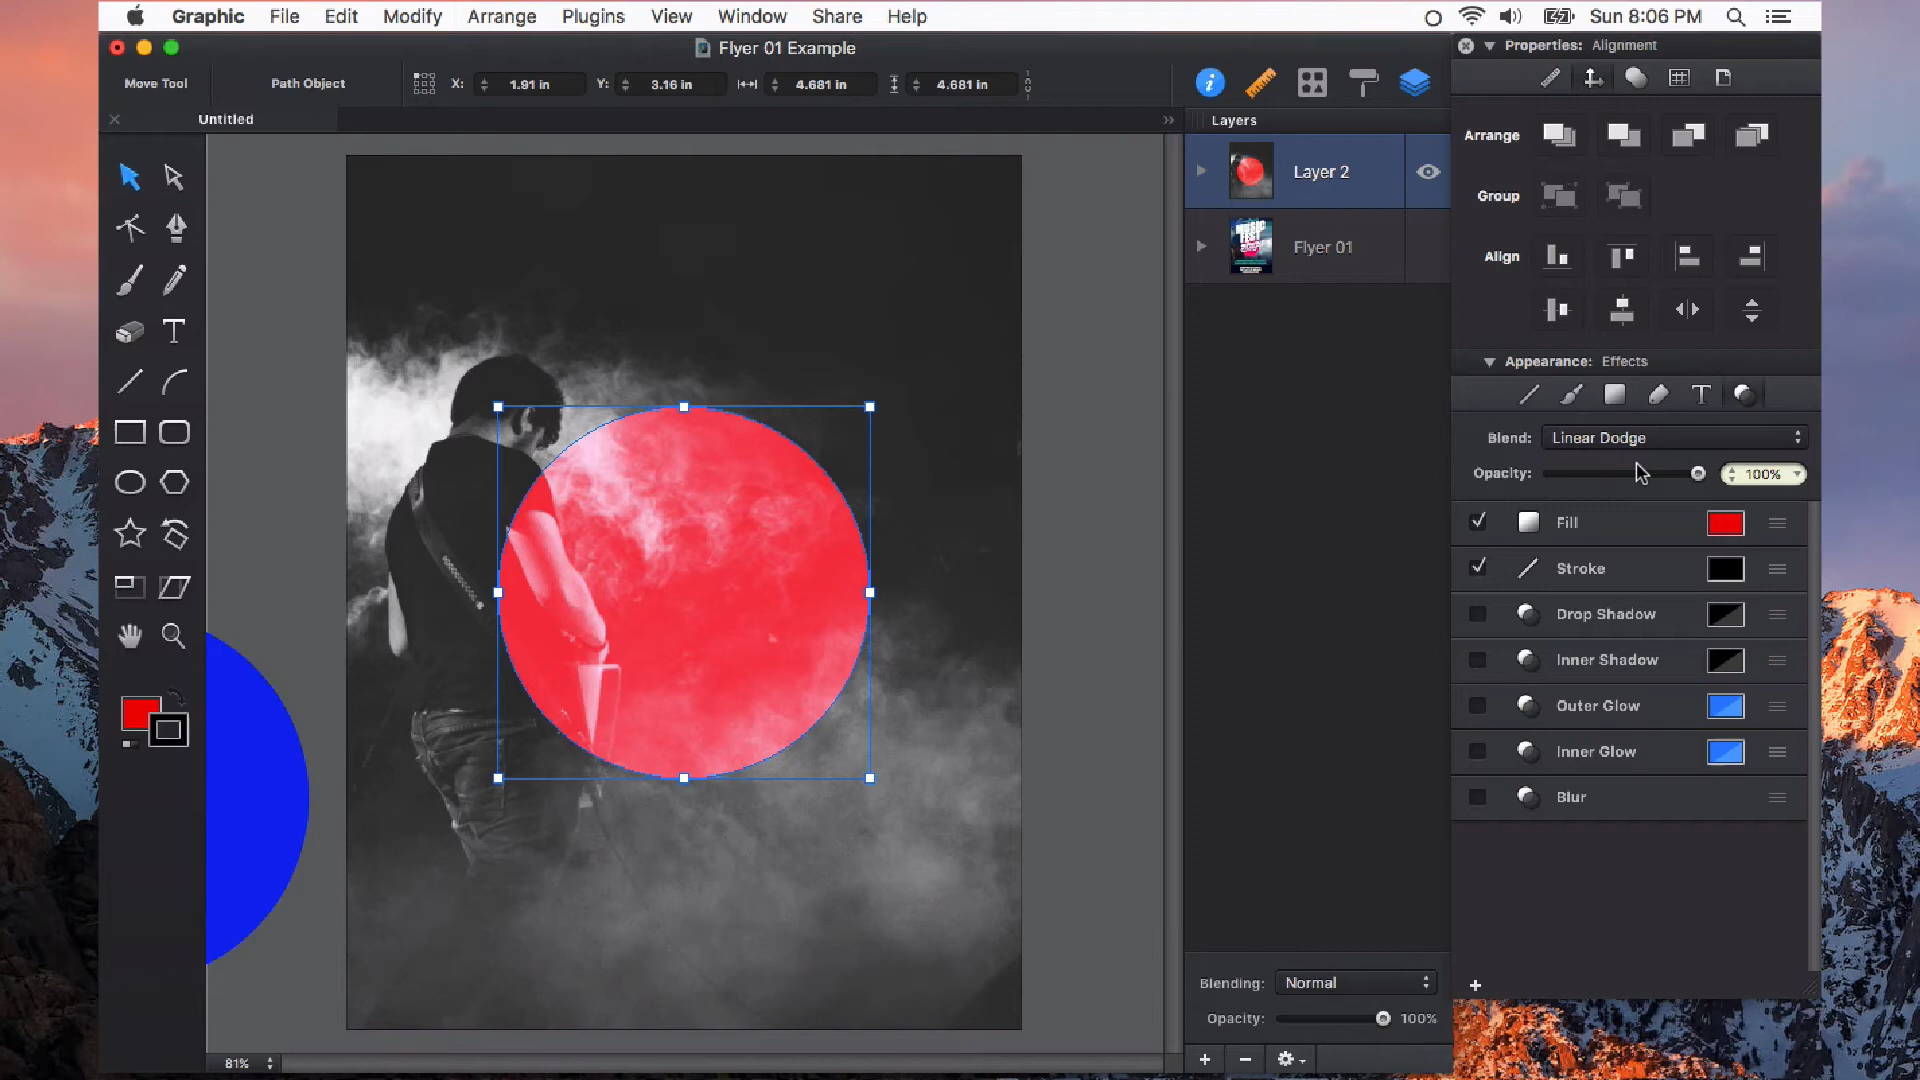 Graphic File Edit Modify Arrange Plugins View Window Share Help Sun 8:06 PM
Flyer 01 Example
Properties: Alignment
Move Tool Path Object X: 1.91 in Y: 3.16 in 4.681 in 4.681 in
Untitled
Layers
Layer 2
Flyer 01
MUSIC
FEST
Arrange
Group
Align
Appearance: Effects
Blend: Linear Dodge
Opacity: 100%
Fill
Stroke
Drop Shadow
Inner Shadow
Outer Glow
Inner Glow
Blur
Blending: Normal
Opacity: 100%
81%